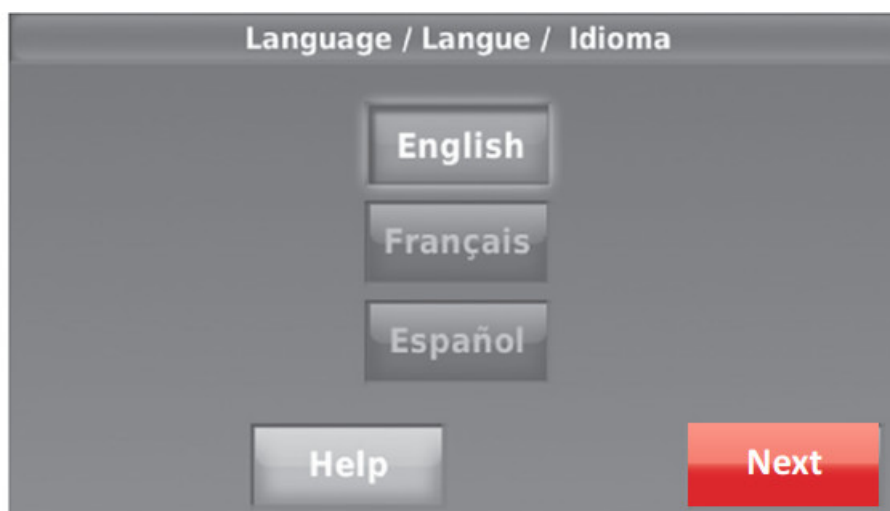 Language / Langue / Idioma
English
Français
Español
Help
Next